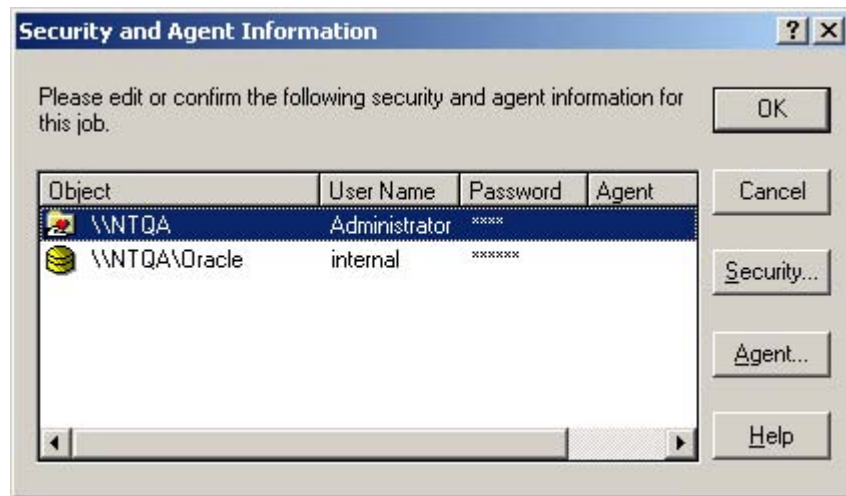 Security and Agent Information
Please edit or confirm the following security and agent information for
this job.
OK
Object User Name Password Agent
Cancel
\\NTQA Administrator ****
\\NTQA\Oracle internal ******
Security...
Agent...
Help